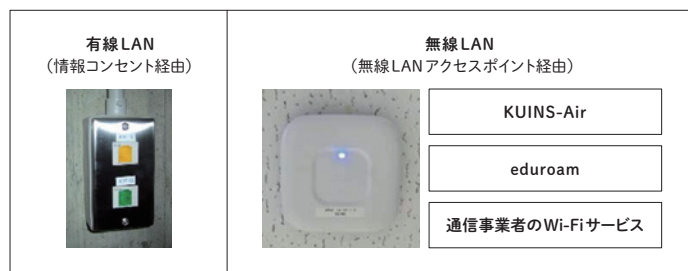 有線LAN
（情報コンセント経由）
無線LAN
（無線LANアクセスポイント経由）
KUINS-Air
eduroam
通信事業者のWi-Fiサービス